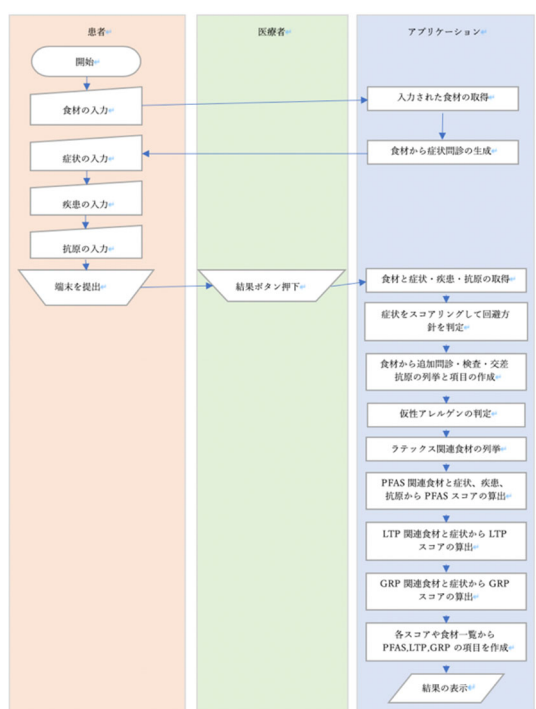 患者
医療者
アプリケーション
開始
食材の入力
入力された食材の取得
食材から症状問診の生成
症状の入力
疾患の入力
抗原の入力
端末を提出
結果ボタン押下
食材と症状・疾患・抗原の取得
症状をスコアリングして回避方
針を判定
食材から追加問診・検査・交差
抗原の列挙と項目の作成
仮性アレルゲンの判定
ラテックス関連食材の列挙
PFAS 関連食材と症状、疾患、
抗原から PFAS スコアの算出
LTP 関連食材と症状から LTP
スコアの算出
GRP 関連食材と症状から GRP
スコアの算出
各スコアや食材一覧から
PFAS,LTP,GRP の項目を作成
結果の表示